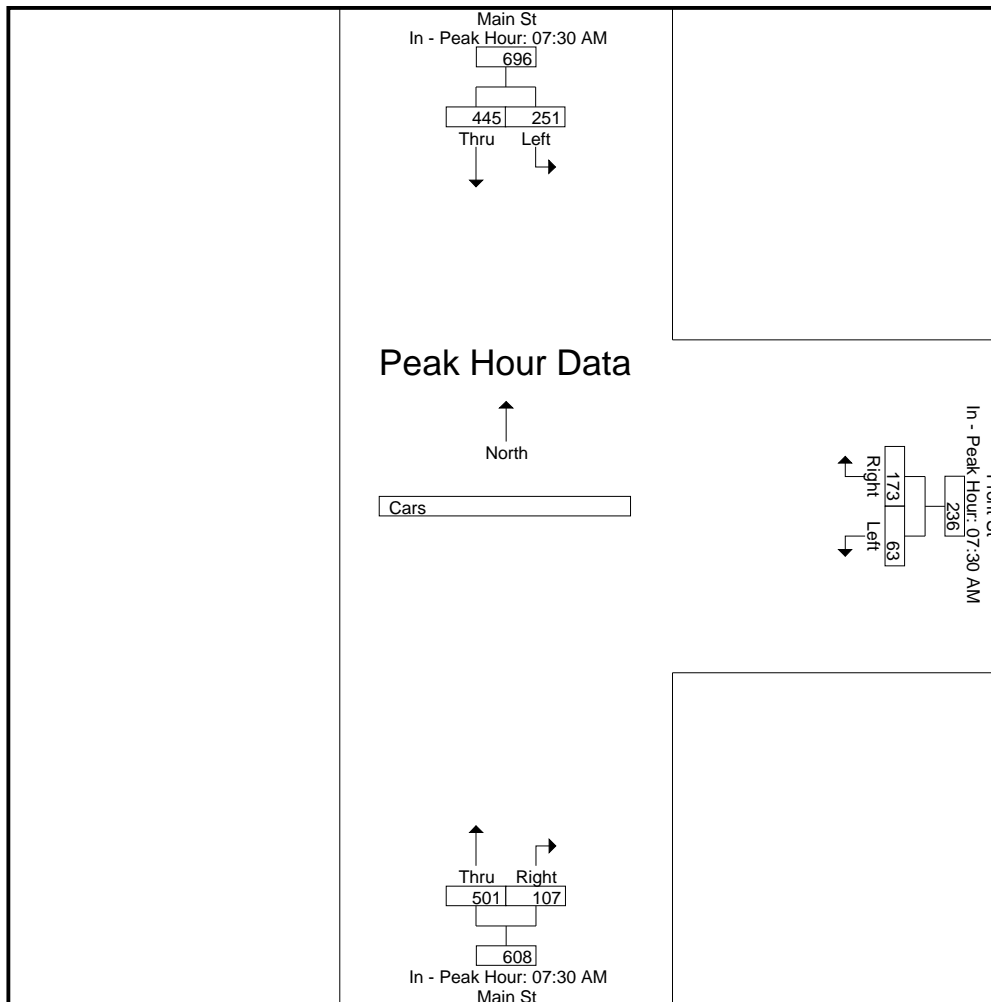 Main St
In - Peak Hour: 07:30 AM
696
445 251
Thru Left
Peak Hour Data
North
Cars
In - Peak Hour: 07:30 AM
236
173 63
Right Left
Thru Right
501 107
608
In - Peak Hour: 07:30 AM
Main St